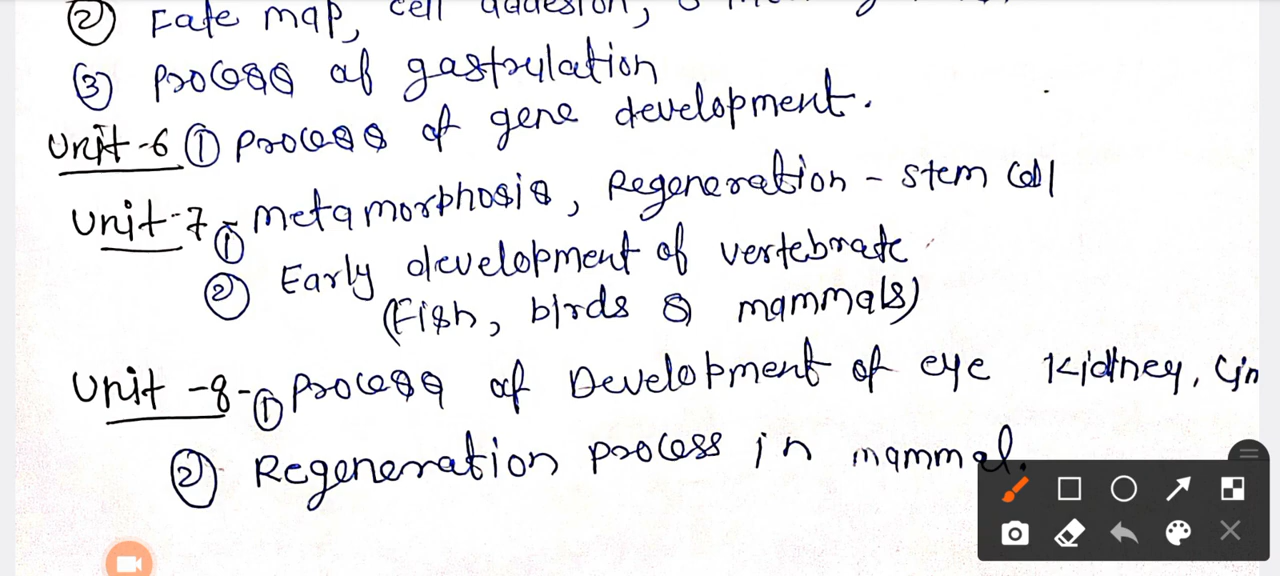 ② Fate map, cell
③ Process of gastrulation
Unit-6 ① Process of gene development.
Unit-7 ① Metamorphosis, Regeneration - stem cell
② Early development of vertebrate
(Fish, birds & mammals)
Unit-8-① Process of Development of eye Kidney,
② Regeneration process in mammal.